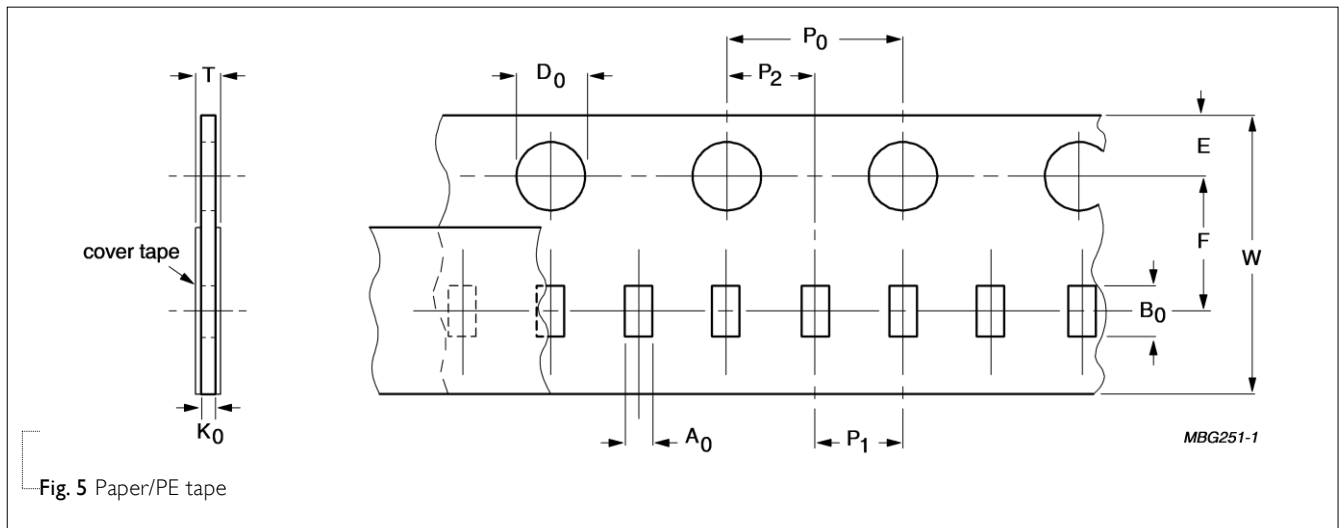 P0
T
D0
P2
E
cover tape
F
W
B0
K0
A0
P1
MBG251-1
Fig. 5 Paper/PE tape